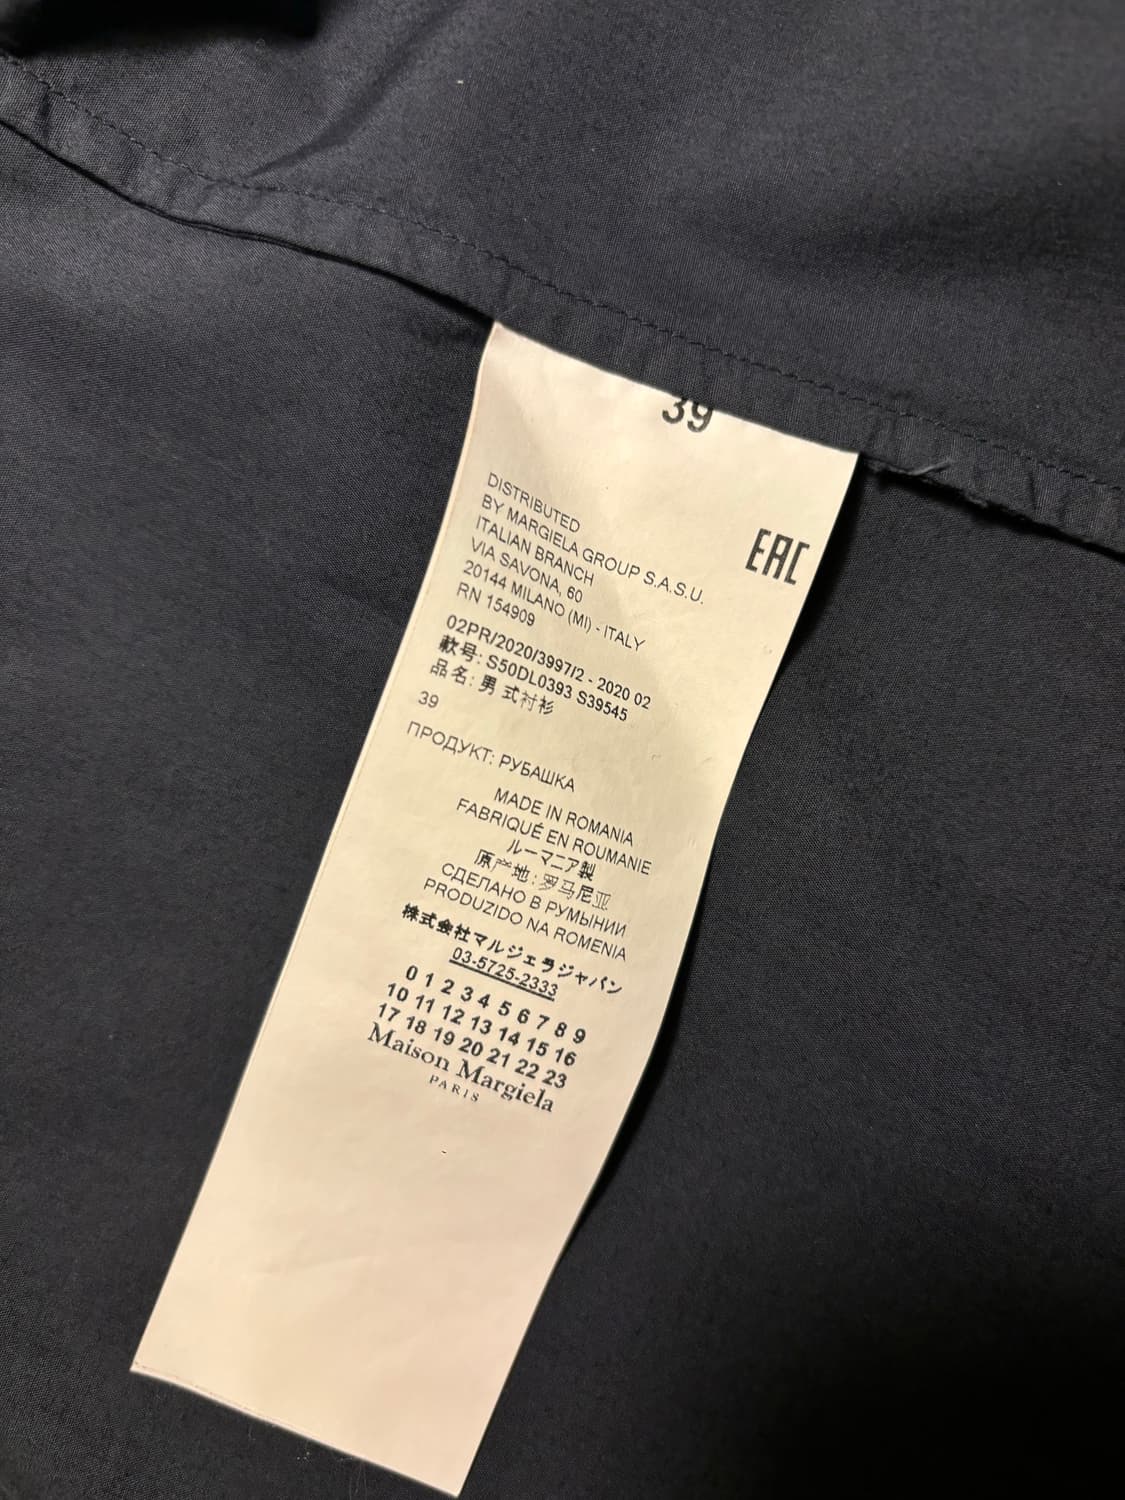 39
EAC
DISTRIBUTED
BY MARGIELA GROUP S.A.S.U.
ITALIAN BRANCH
VIA SAVONA, 60
20144 MILANO (MI) - ITALY
RN 154909
02PR/2020/3997/2 - 2020 02
款号: S50DL0393 S39545
品名: 男式衬衫
39
ПРОДУКТ: РУБАШКА
MADE IN ROMANIA
FABRIQUÉ EN ROUMANIE
ルーマニア製
原产地: 罗马尼亚
СДЕЛАНО В РУМЫНИИ
PRODUZIDO NA ROMENIA
株式会社マルジェラジャパン
03-5725-2333
0 1 2 3 4 5 6 7 8 9
10 11 12 13 14 15 16
17 18 19 20 21 22 23
Maison Margiela
PARIS